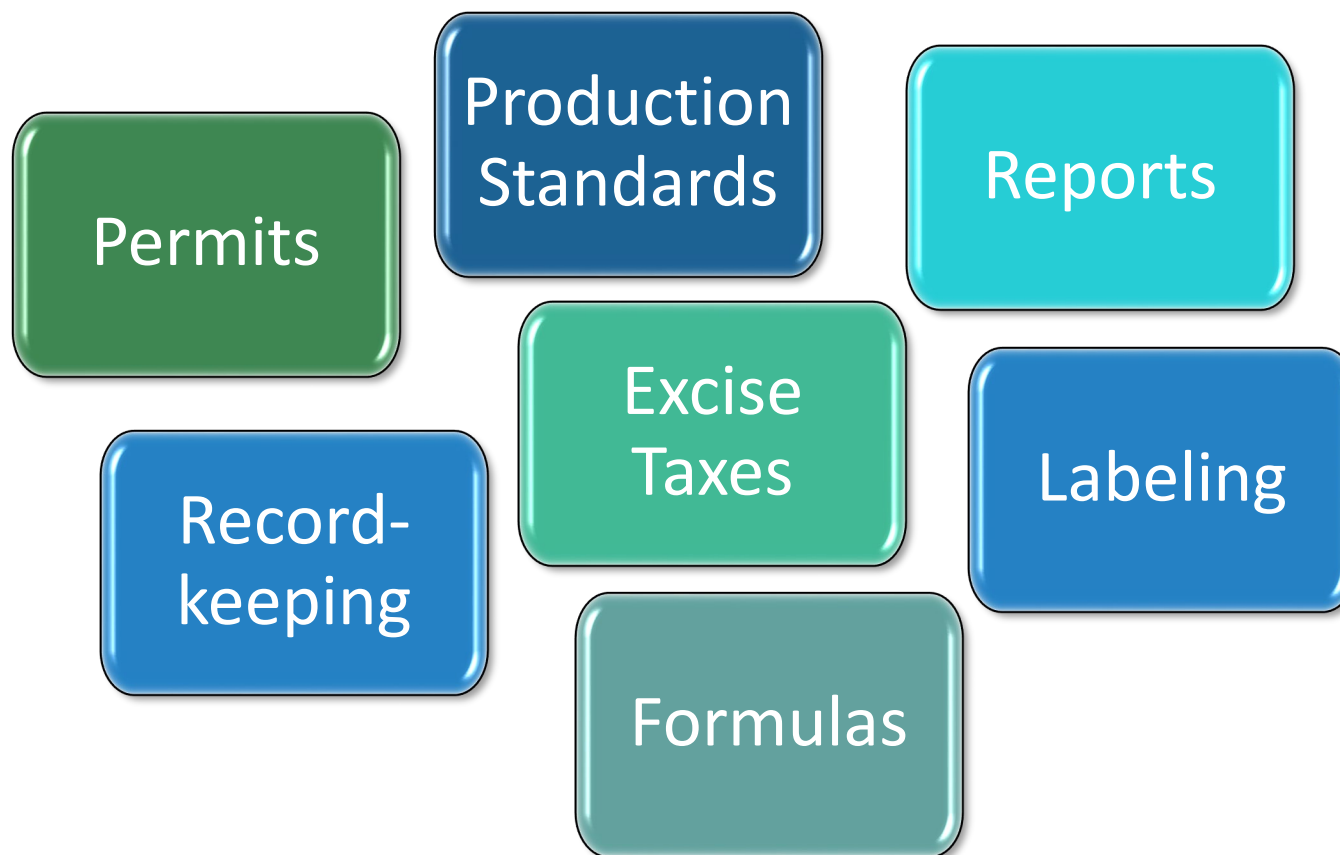 Production
Standards
Reports
Permits
Excise
Taxes
Labeling
Record-
keeping
Formulas